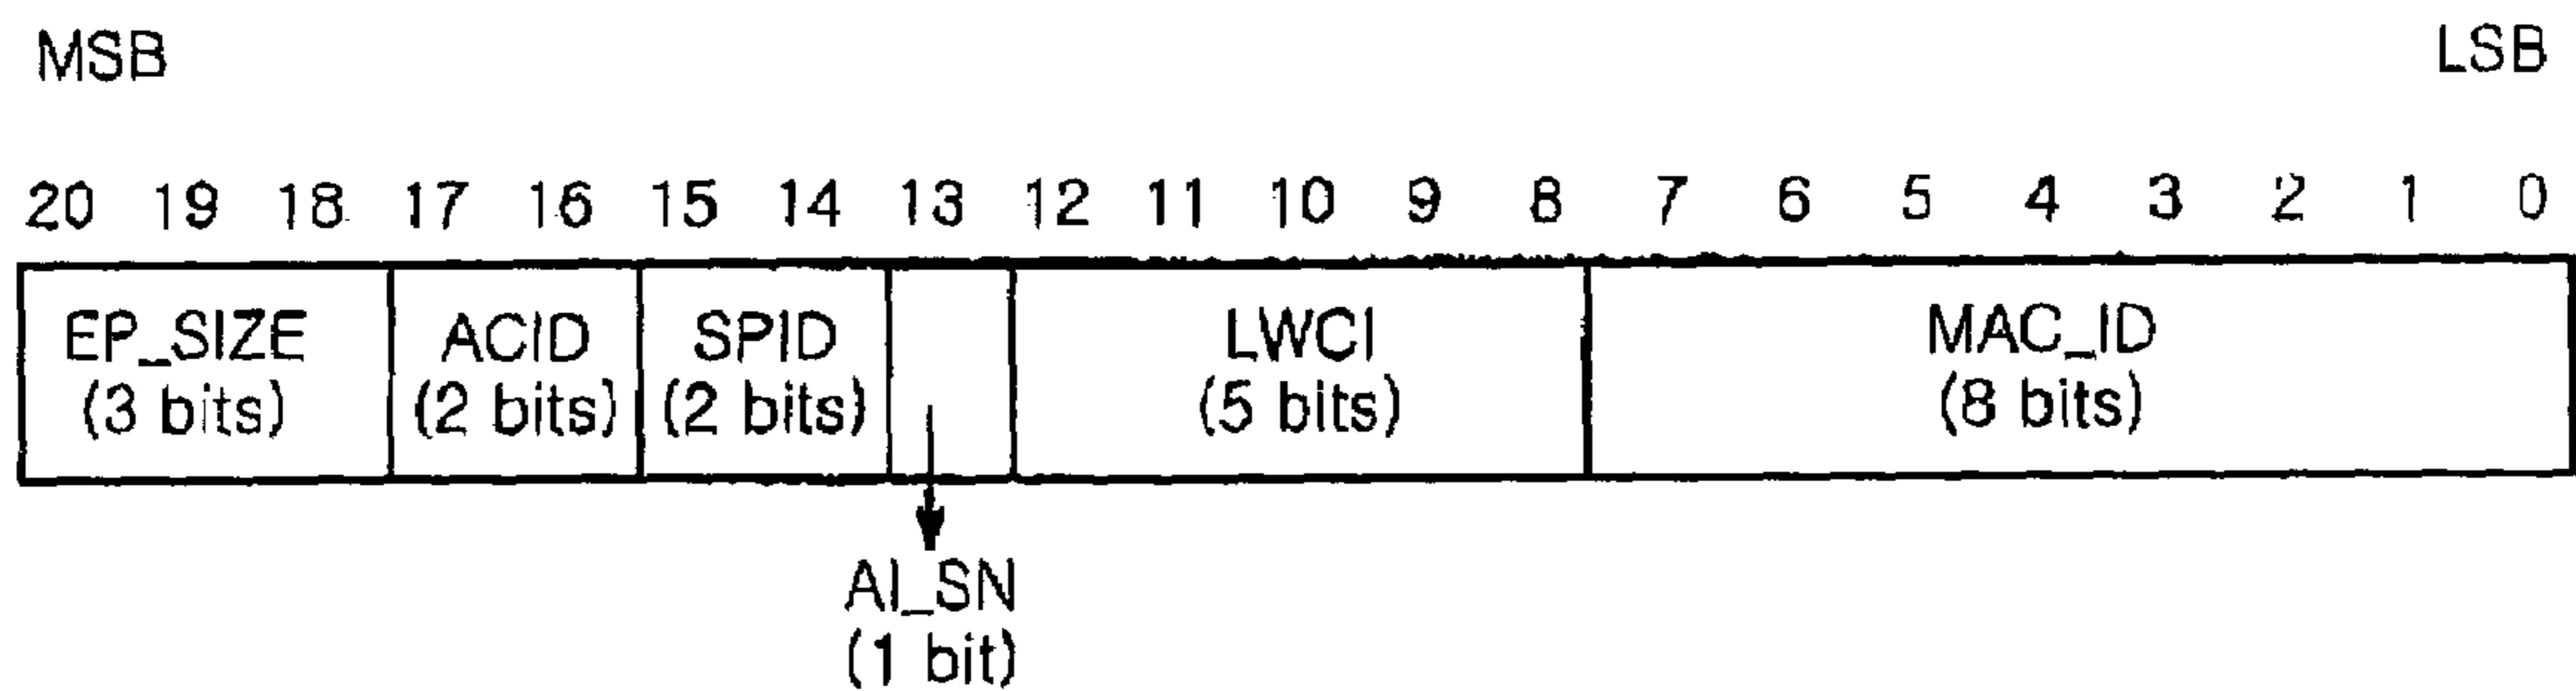 MSB LSB
20 19 18 17 16 15 14 13 12 11 10 9 8 7 6 5 4 3 2 1 0
EP_SIZE ACID SPID LWCI MAC_ID
(3 bits) (2 bits) (2 bits) (5 bits) (8 bits)
AI_SN
(1 bit)